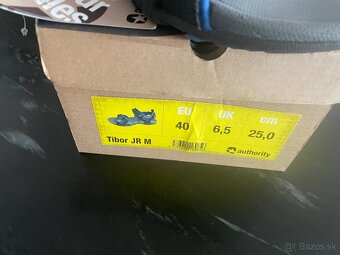 EU
UK
cm
40
6,5
25,0
Tibor JR M
authority
© Bazos.sk